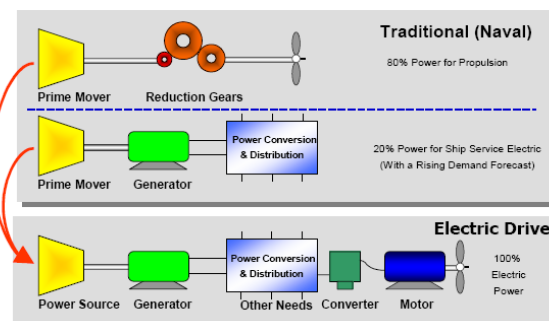 Traditional (Naval)
80% Power for Propulsion
Prime Mover
Reduction Gears
Power Conversion
& Distribution
20% Power for Ship Service Electric
(With a Rising Demand Forecast)
Prime Mover
Generator
Electric Drive
Power Conversion
& Distribution
100%
Electric
Power
Power Source
Generator
Other Needs
Converter
Motor